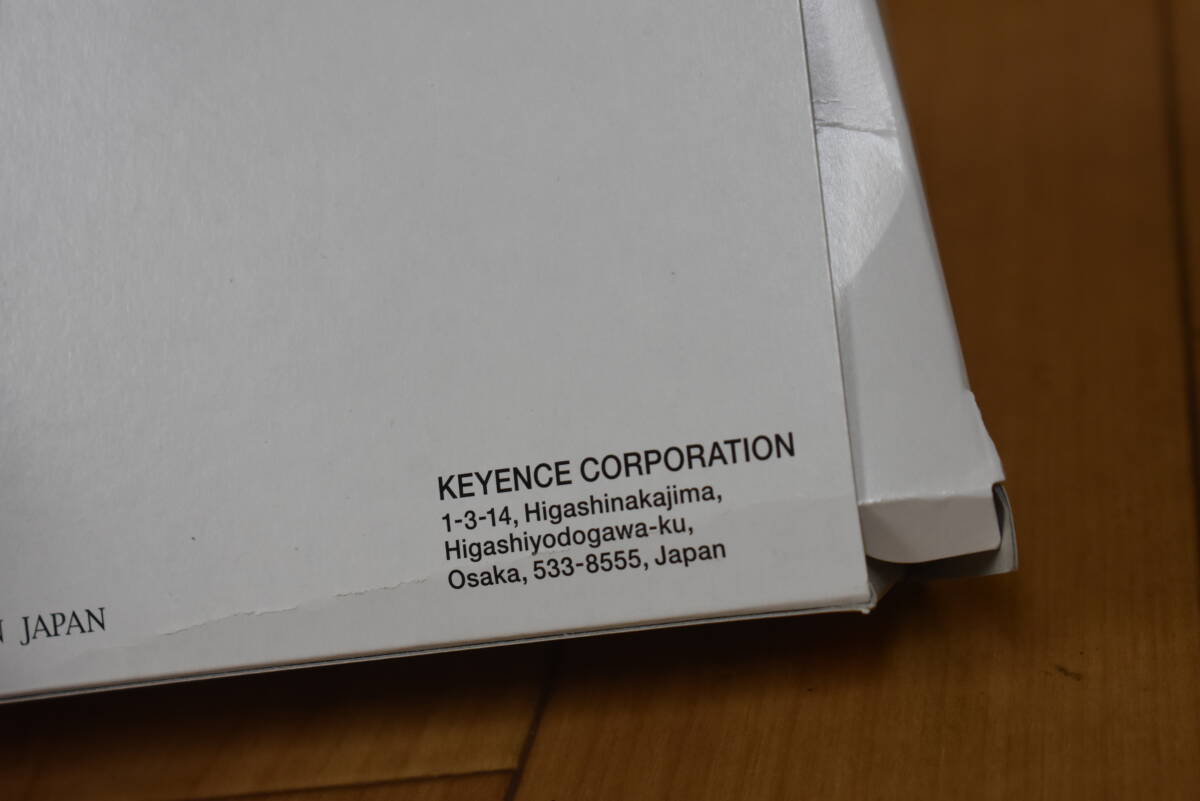 KEYENCE CORPORATION
1-3-14, Higashinakajima,
Higashiyodogawa-ku,
Osaka, 533-8555, Japan
JAPAN